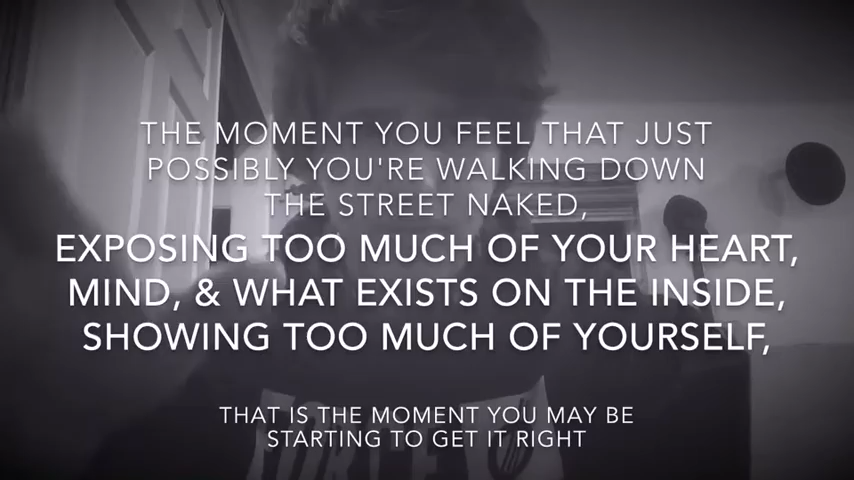 THE MOMENT YOU FEEL THAT JUST
POSSIBLY YOU'RE WALKING DOWN
THE STREET NAKED,
EXPOSING TOO MUCH OF YOUR HEART,
MIND, & WHAT EXISTS ON THE INSIDE,
SHOWING TOO MUCH OF YOURSELF,
THAT IS THE MOMENT YOU MAY BE
STARTING TO GET IT RIGHT